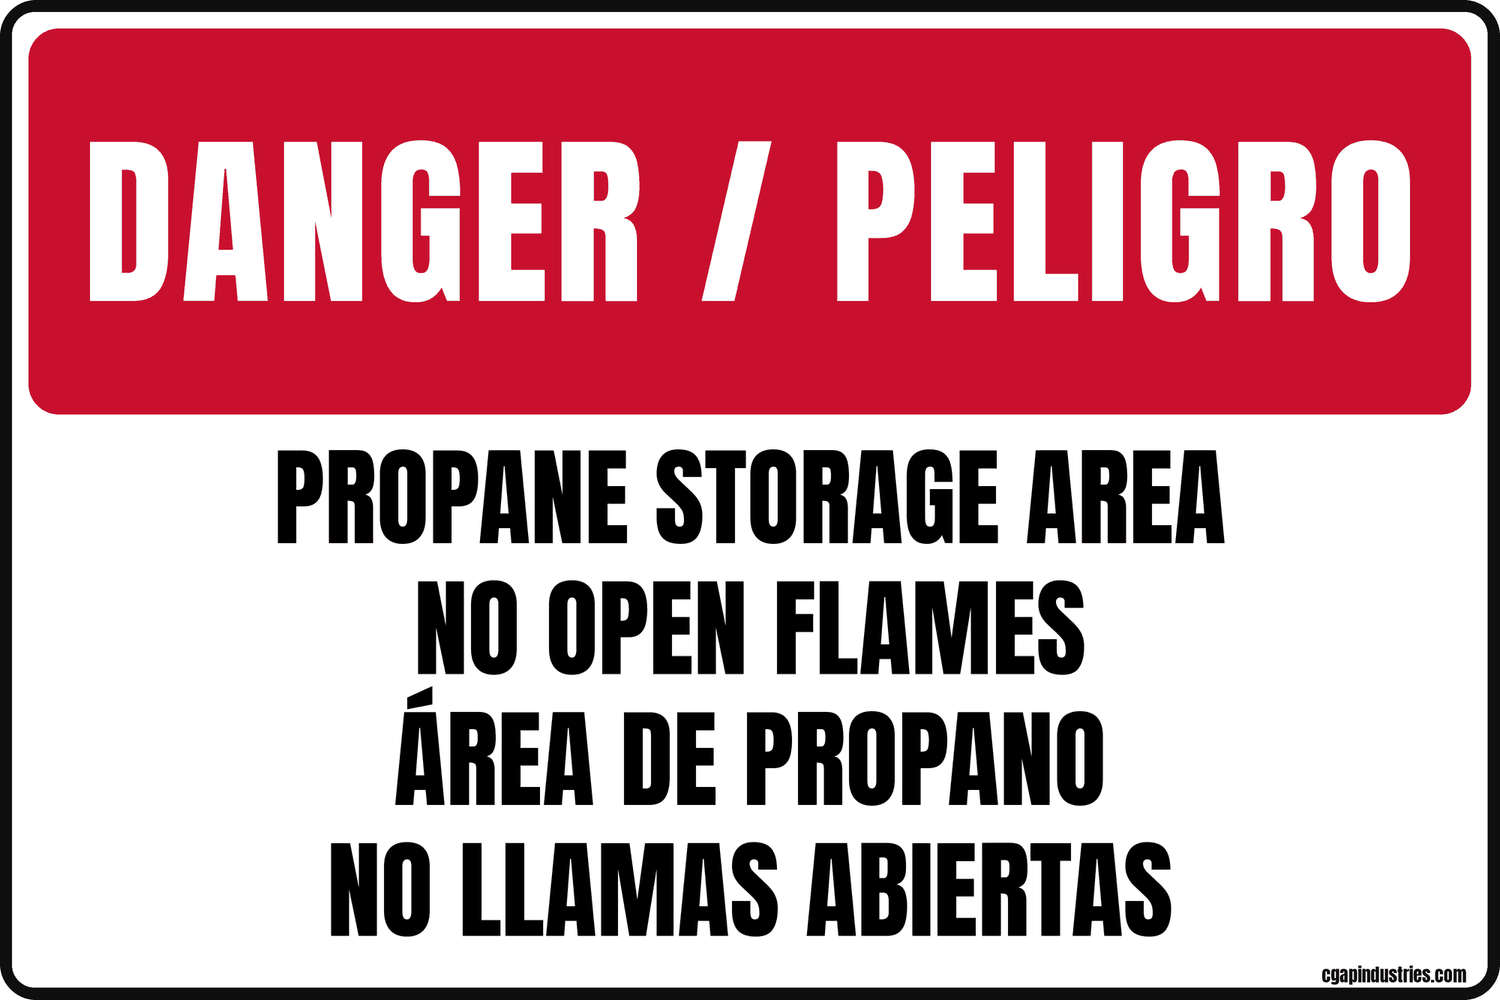 DANGER / PELIGRO
PROPANE STORAGE AREA
NO OPEN FLAMES
ÁREA DE PROPANO
NO LLAMAS ABIERTAS
cgapindustries.com